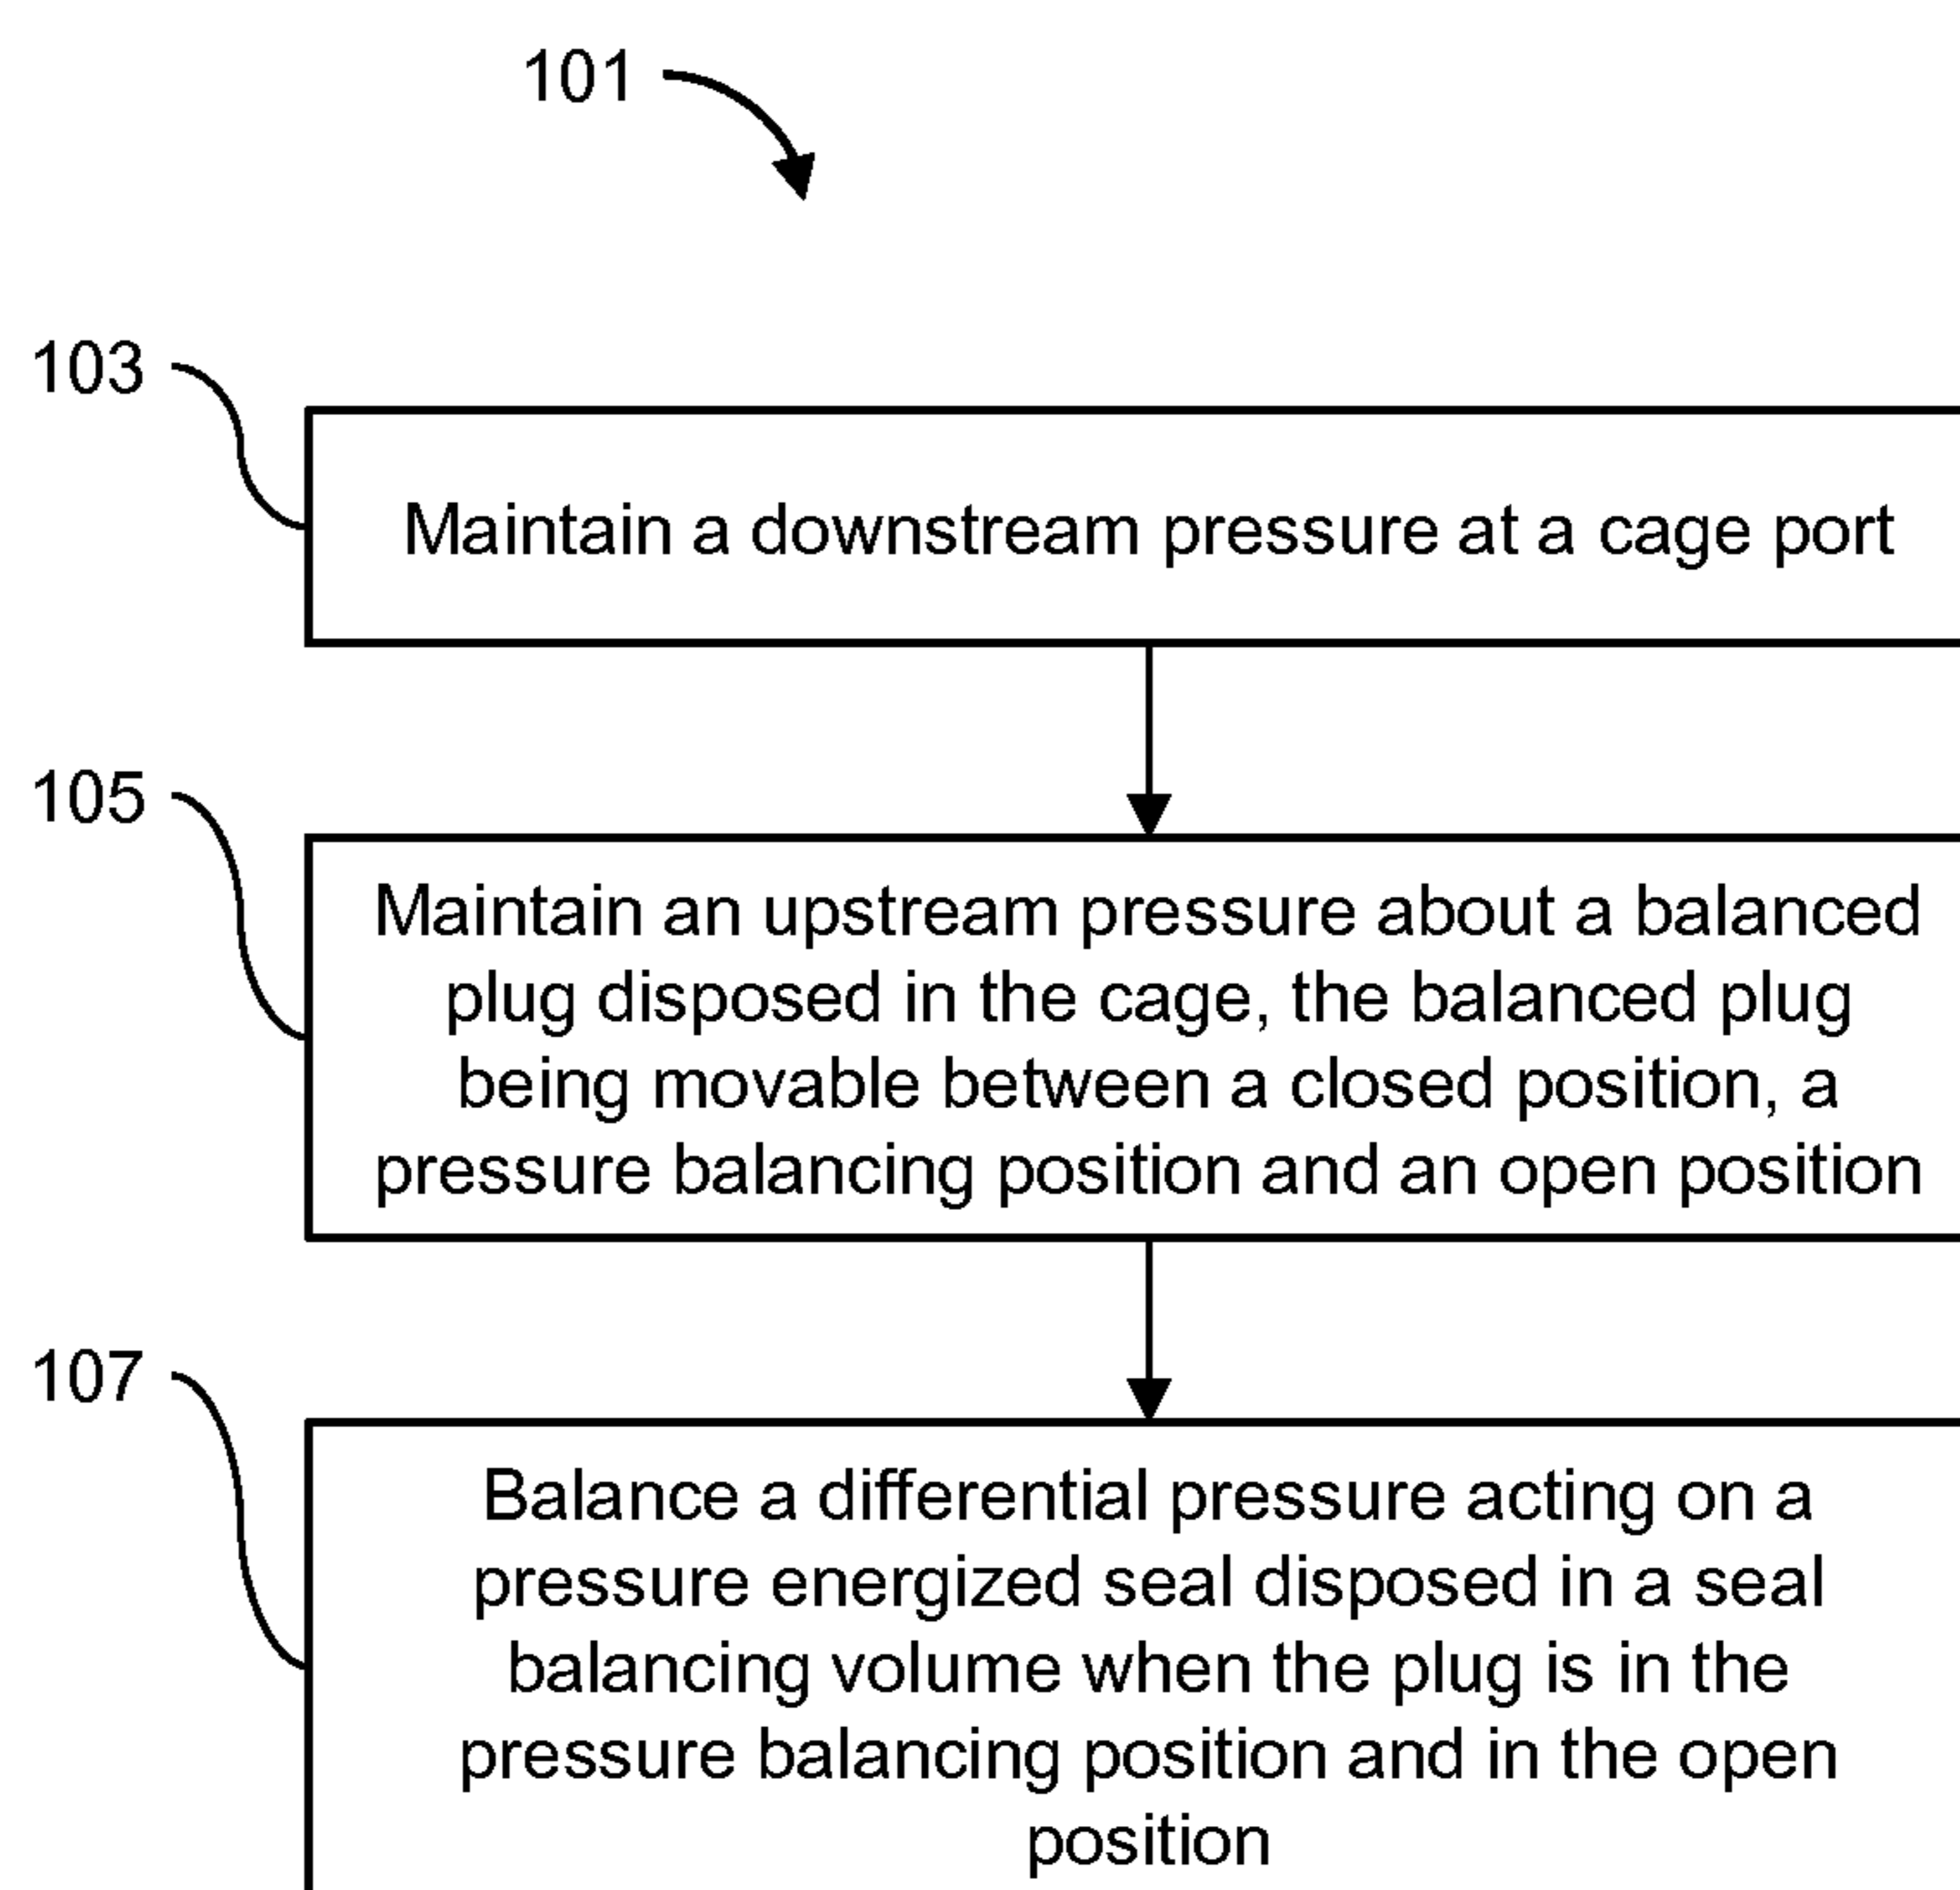 101
103
Maintain a downstream pressure at a cage port
105
Maintain an upstream pressure about a balanced
plug disposed in the cage, the balanced plug
being movable between a closed position, a
pressure balancing position and an open position
107
Balance a differential pressure acting on a
pressure energized seal disposed in a seal
balancing volume when the plug is in the
pressure balancing position and in the open
position